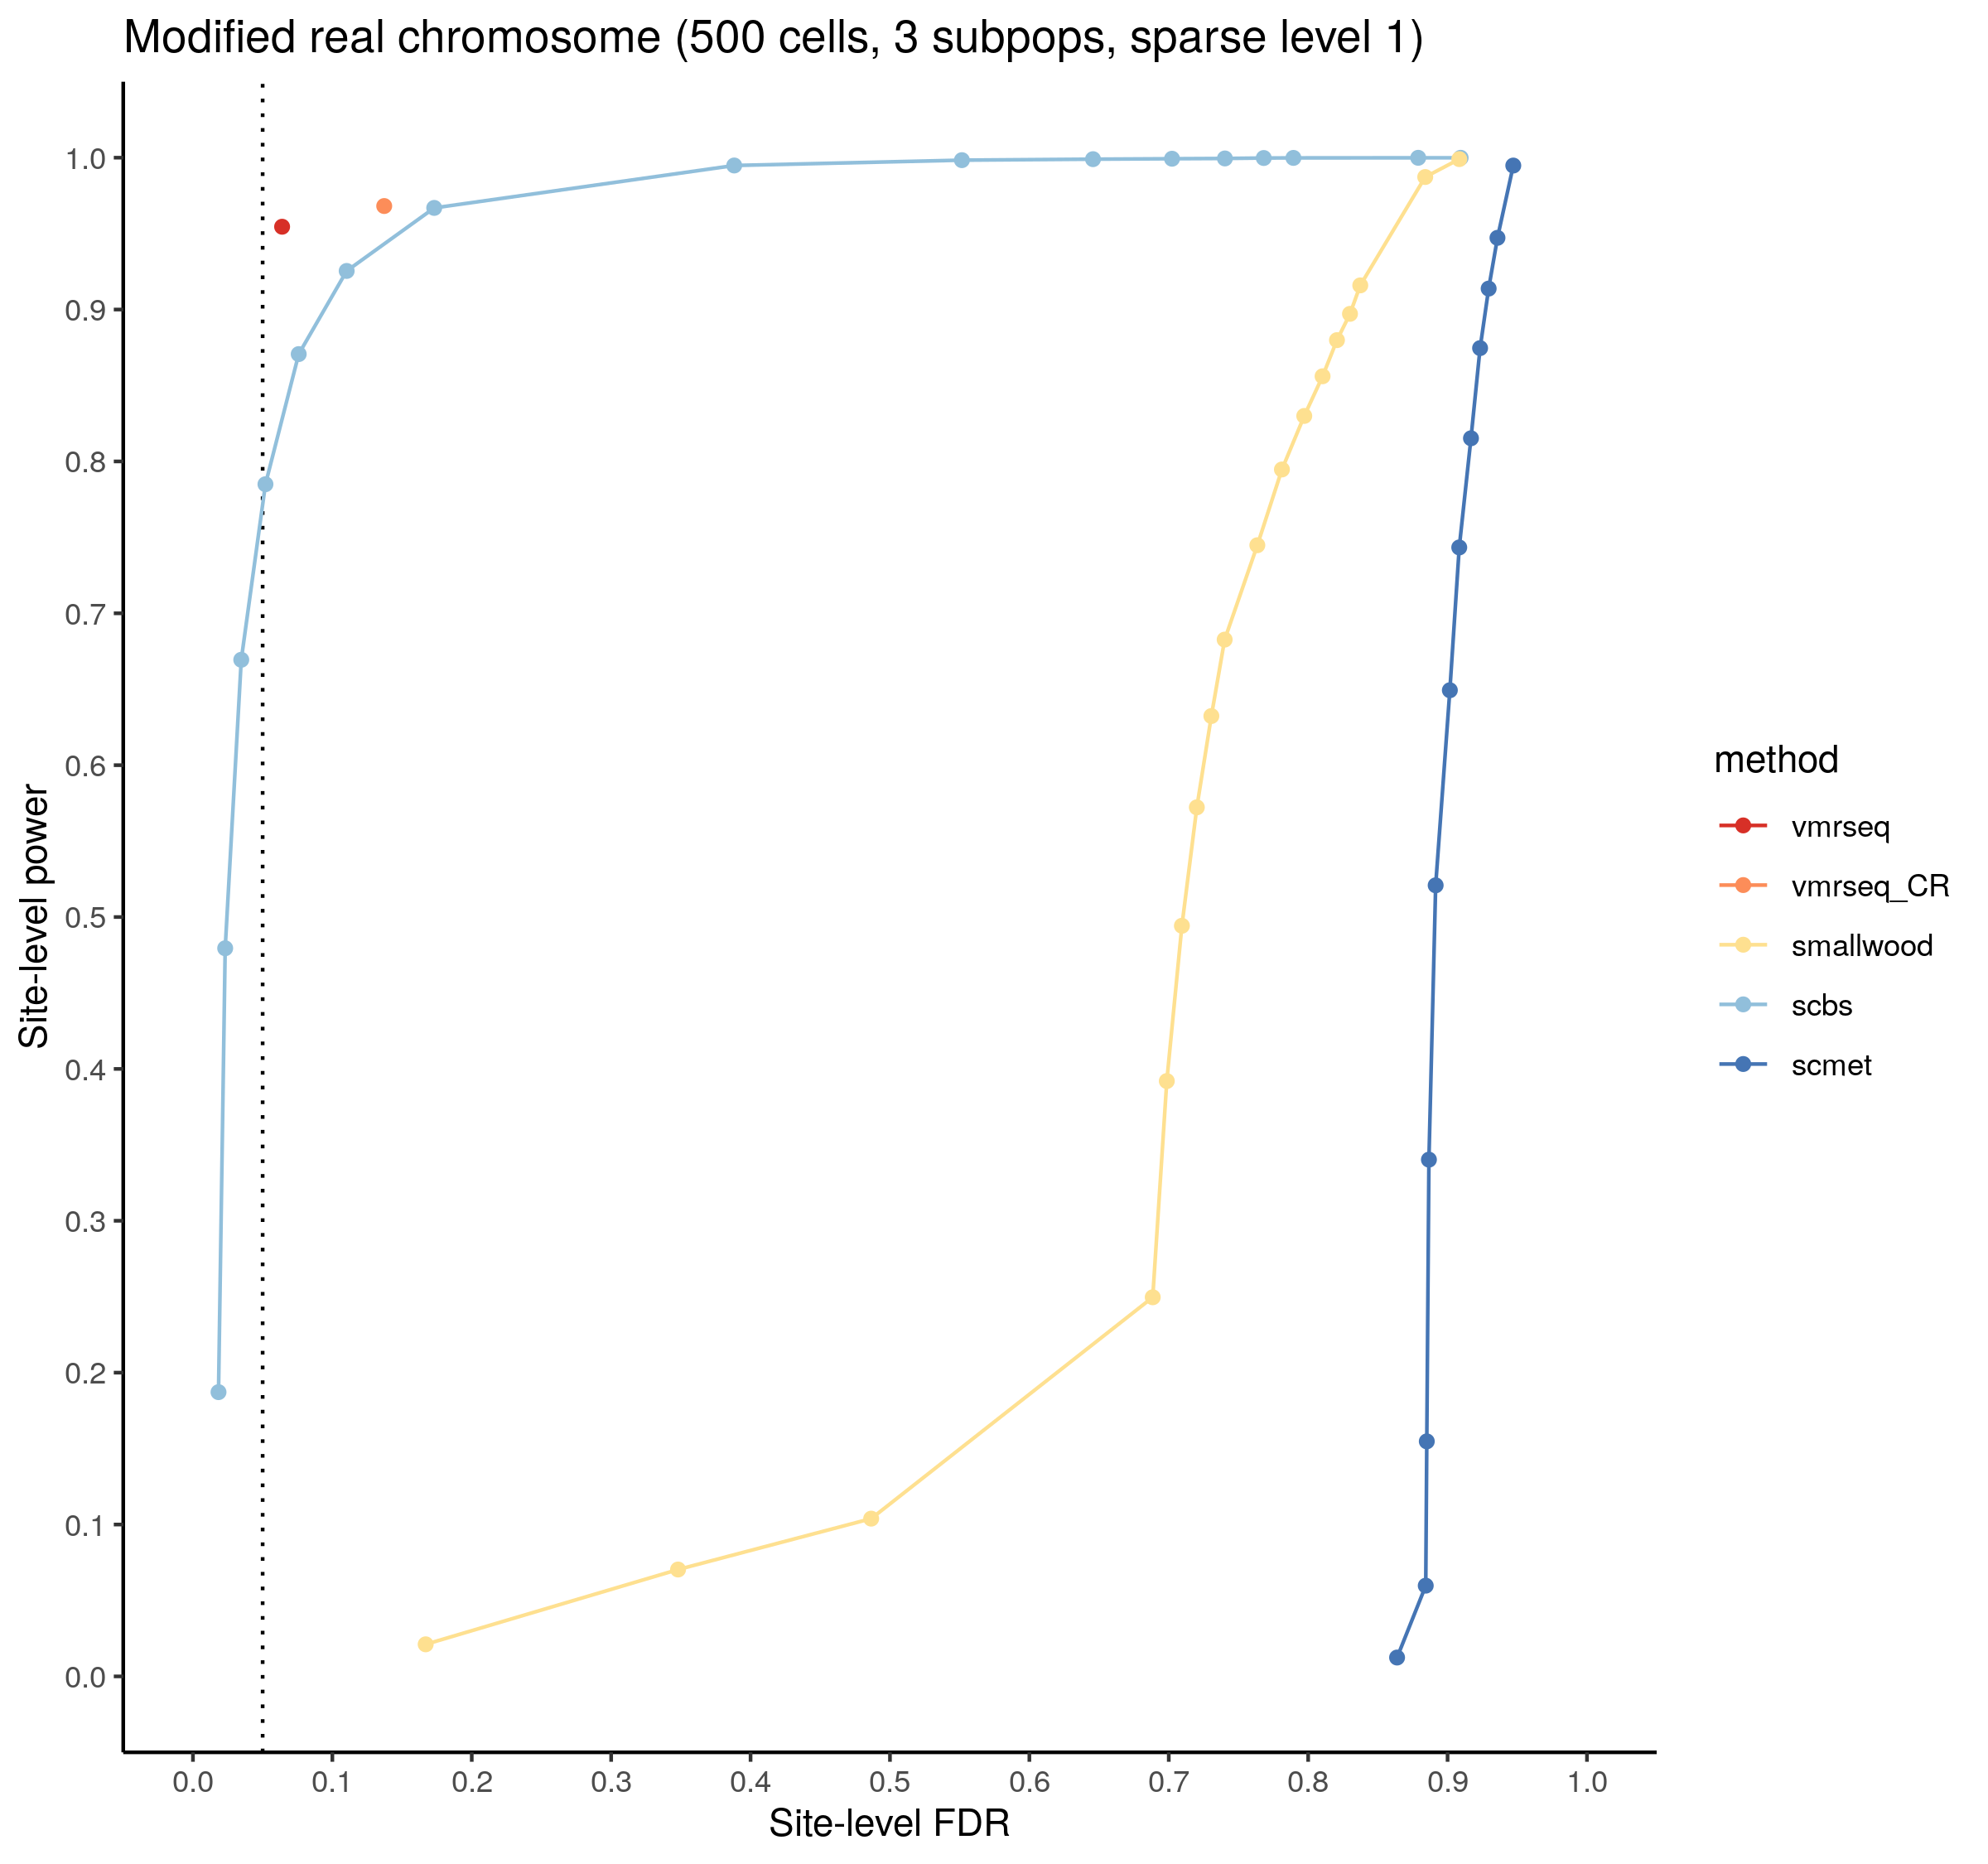 Modified real chromosome (500 cells, 3 subpops, sparse level 1)
Site-level power
1.0
0.9
0.8
0.7
0.6
0.5
0.4
0.3
0.2
0.1
0.0
0.0 0.1 0.2 0.3 0.4 0.5 0.6 0.7 0.8 0.9 1.0
Site-level FDR
method
vmrseq
vmrseq_CR
smallwood
scbs
scmet